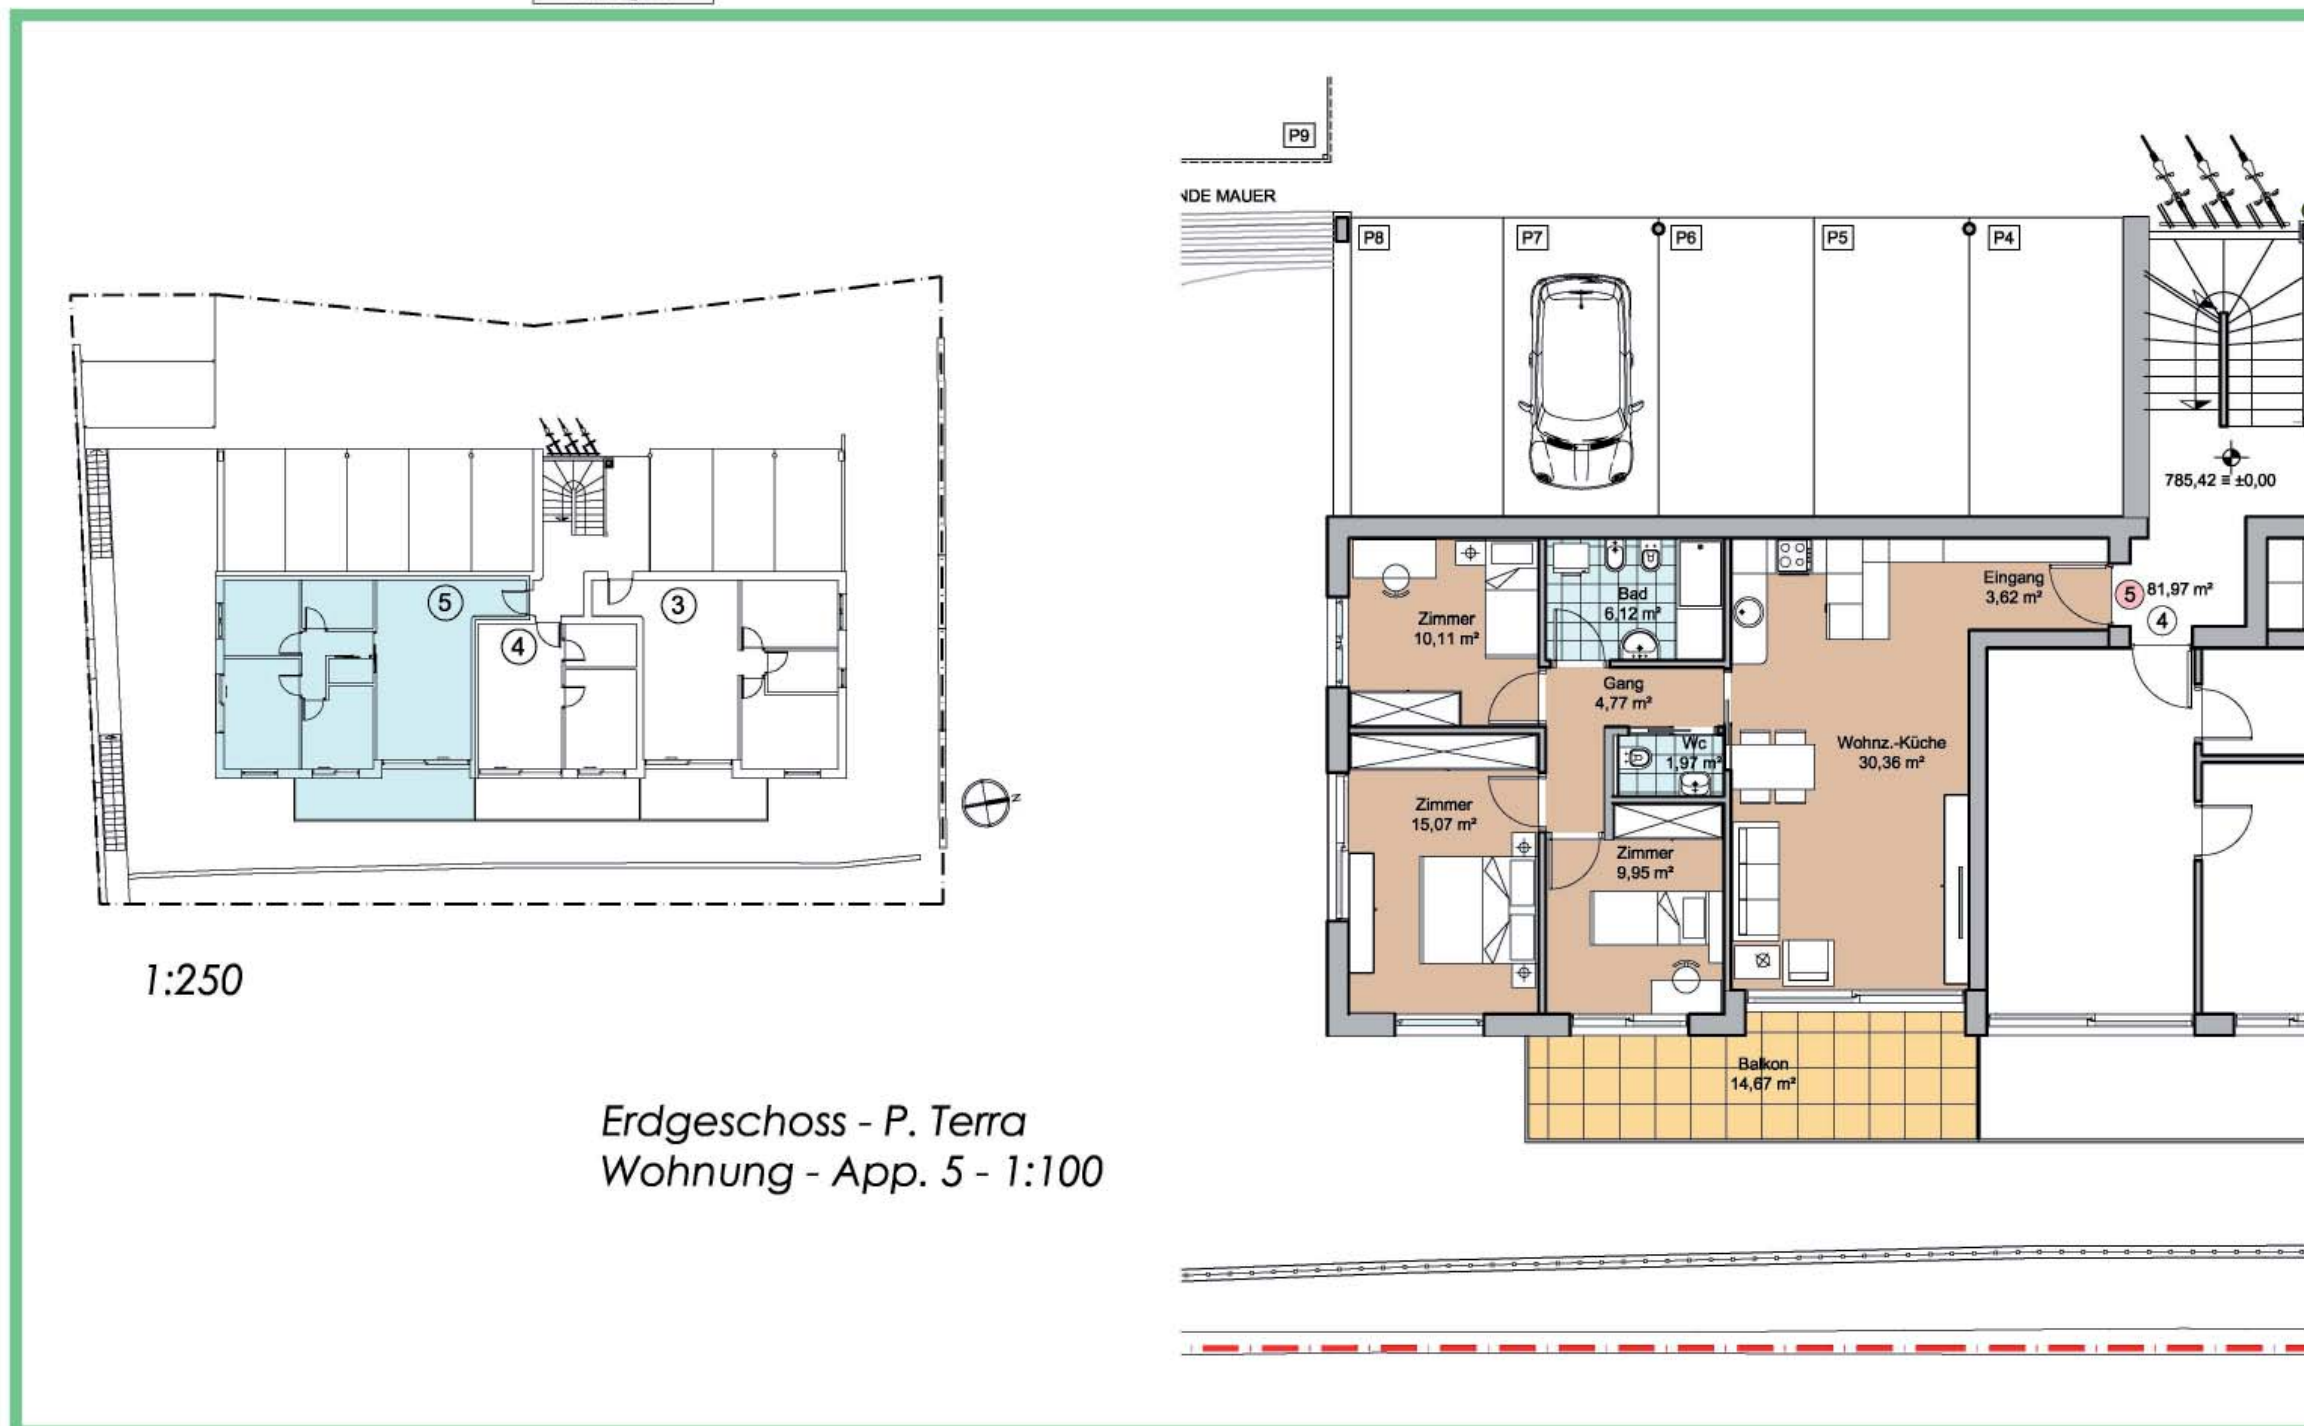 5
4
3
N
1:250
Erdgeschoss - P. Terra
Wohnung - App. 5 - 1:100
P9
NDE MAUER
P8
P7
P6
P5
P4
785,42 ≡ ±0,00
Eingang
3,62 m²
5 81,97 m²
4
Bad
6,12 m²
Zimmer
10,11 m²
Gang
4,77 m²
Wc
1,97 m²
Wohnz.-Küche
30,36 m²
Zimmer
15,07 m²
Zimmer
9,95 m²
Balkon
14,67 m²